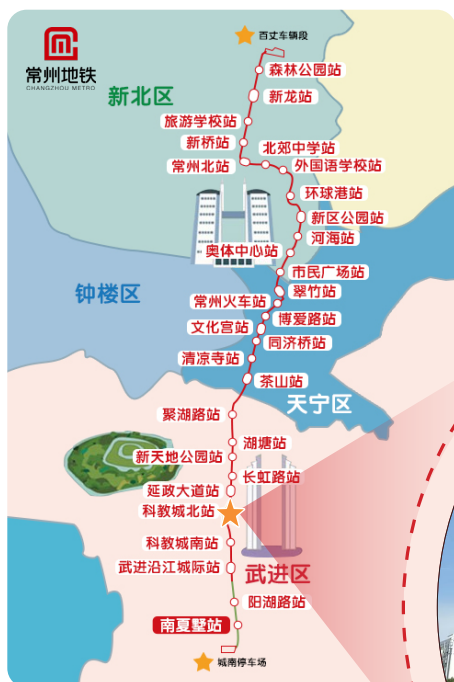 百丈车辆段
常州地铁
CHANGZHOU METRO
森林公园站
新北区
新龙站
旅游学校站
新桥站
北郊中学站
常州北站
外国语学校站
环球港站
新区公园站
河海站
奥体中心站
市民广场站
钟楼区
翠竹站
常州火车站
博爱路站
文化宫站
同济桥站
清凉寺站
茶山站
天宁区
聚湖路站
湖塘站
新天地公园站
长虹路站
延政大道站
科教城北站
科教城南站
武进沿江城际站
武进区
阳湖路站
南夏墅站
城南停车场